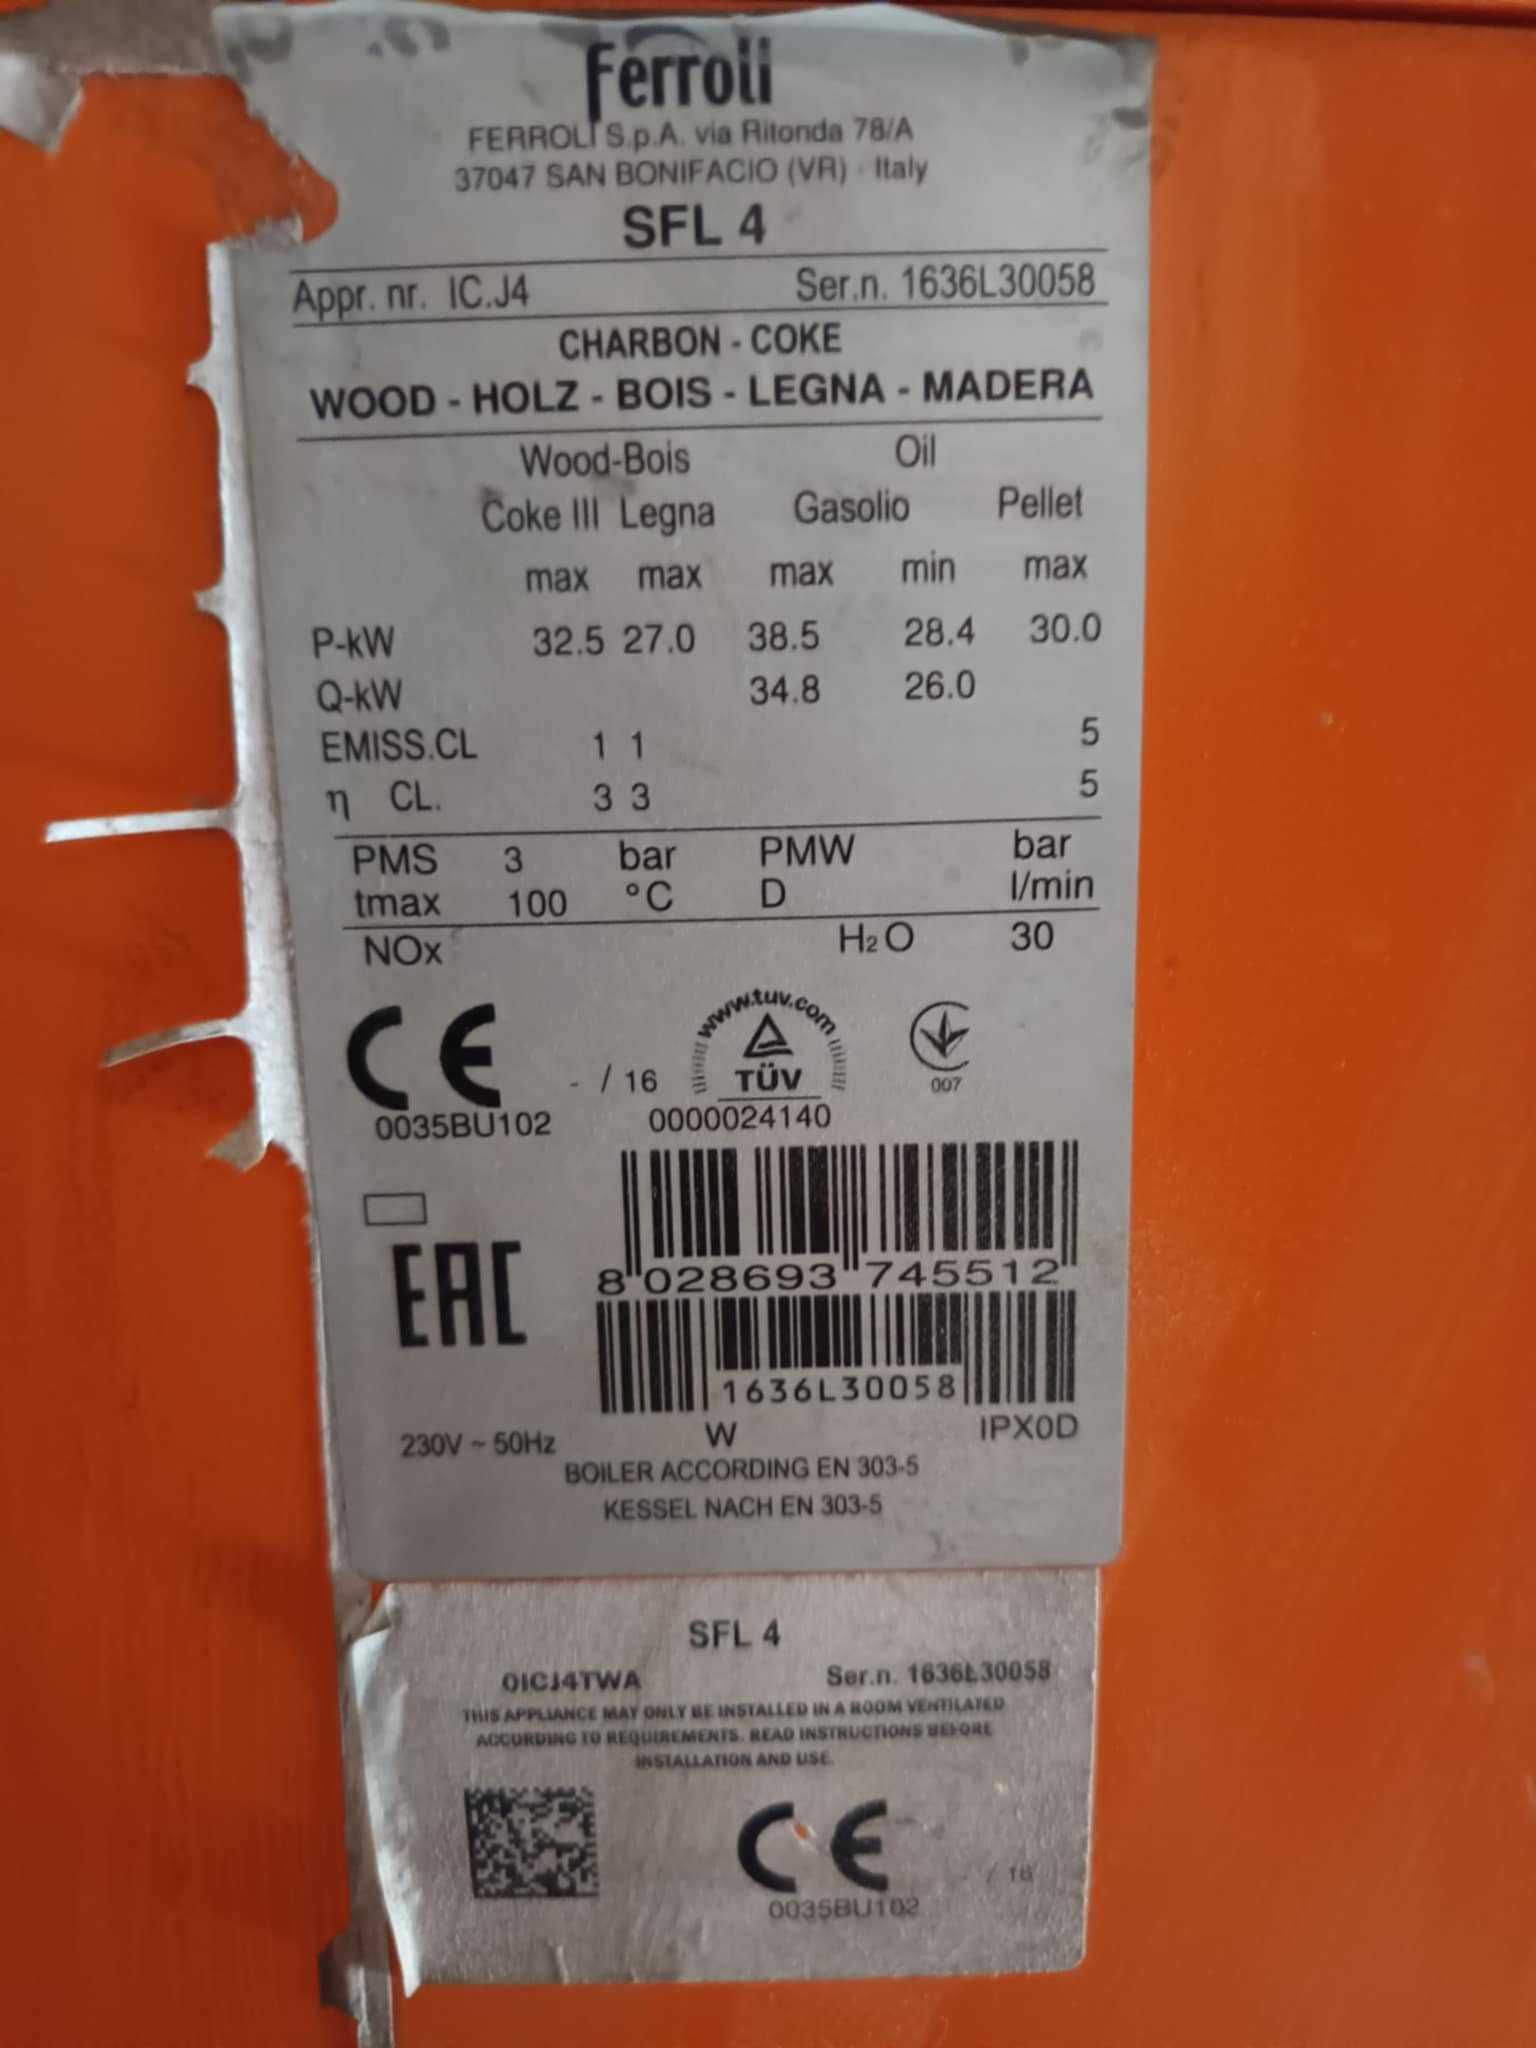 Ferroli
FERROLI S.p.A. via Ritonda 78/A
37047 SAN BONIFACIO (VR) - Italy
SFL 4
Appr. nr. IC.J4 Ser.n. 1636L30058
CHARBON - COKE
WOOD - HOLZ - BOIS - LEGNA - MADERA
Wood-Bois Oil
Coke III Legna Gasolio Pellet
max max max min max
P-kW 32.5 27.0 38.5 28.4 30.0
Q-kW 34.8 26.0
EMISS.CL 1 1 5
η CL. 3 3 5
PMS 3 bar PMW bar
tmax 100 °C D l/min
NOx H₂O 30
CE - / 16 www.tuv.com
TÜV
007
0035BU102 0000024140
EAC
8 028693 745512
1636L30058
230V ~ 50Hz W IPX0D
BOILER ACCORDING EN 303-5
KESSEL NACH EN 303-5
SFL 4
0ICJ4TWA Ser.n. 1636L30058
THIS APPLIANCE MAY ONLY BE INSTALLED IN A ROOM VENTILATED
ACCORDING TO REQUIREMENTS. READ INSTRUCTIONS BEFORE
INSTALLATION AND USE.
CE
- / 16
0035BU102